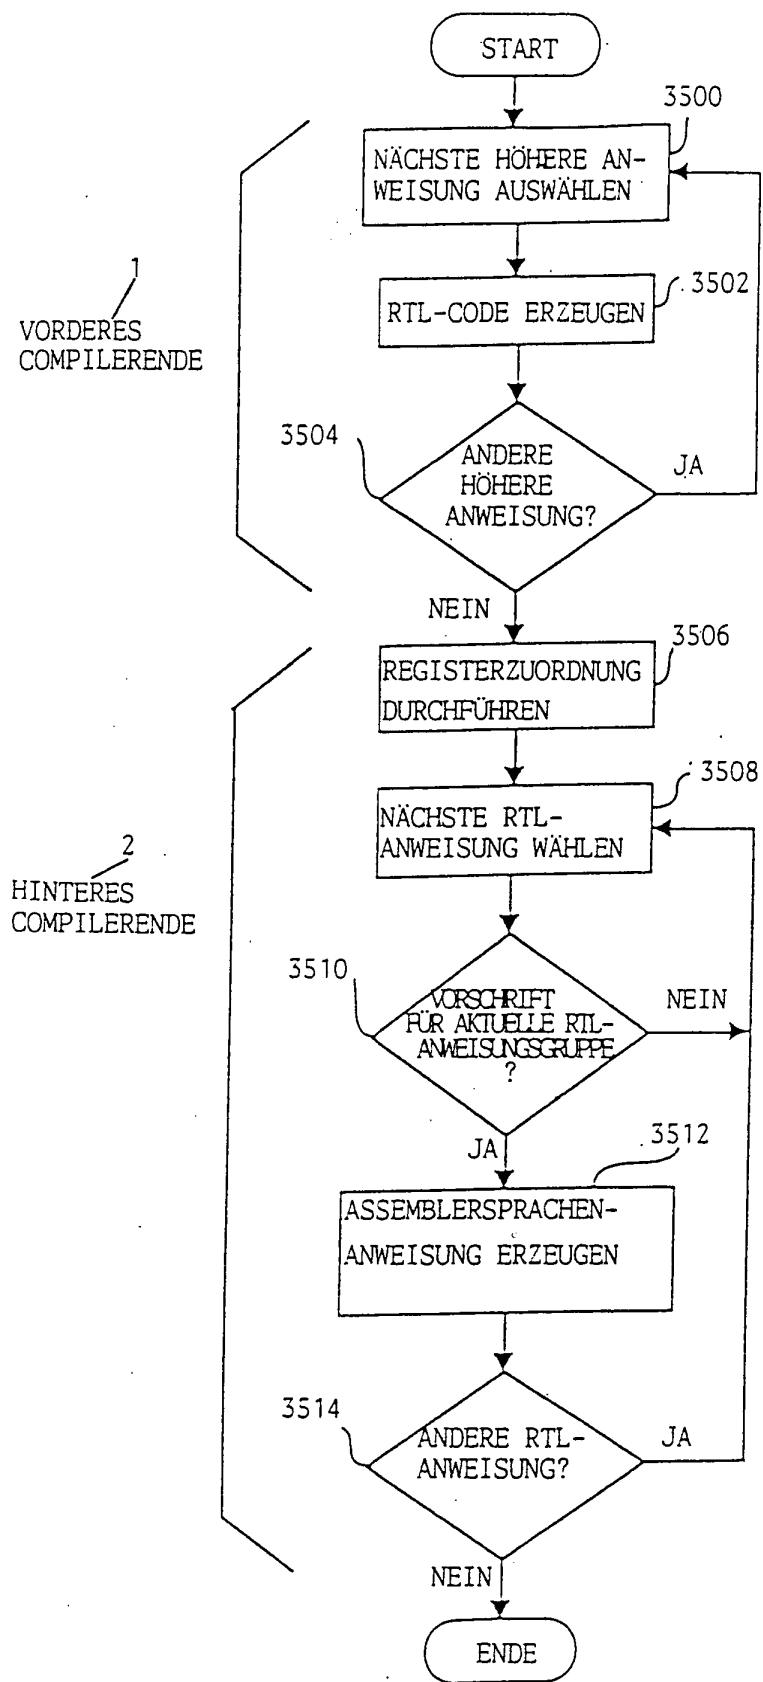 START
3500
NÄCHSTE HÖHERE AN-
WEISUNG AUSWÄHLEN
3502
RTL-CODE ERZEUGEN
1
VORDERES
COMPILERENDE
3504
ANDERE
HÖHERE
ANWEISUNG?
JA
NEIN
3506
REGISTERZUORDNUNG
DURCHFÜHREN
3508
NÄCHSTE RTL-
ANWEISUNG WÄHLEN
2
HINTERES
COMPILERENDE
3510
VORSCHRIFT
FÜR AKTUELLE RTL-
ANWEISUNGSGRUPPE
?
NEIN
JA
3512
ASSEMBLERSPRACHEN-
ANWEISUNG ERZEUGEN
3514
ANDERE RTL-
ANWEISUNG?
JA
NEIN
ENDE